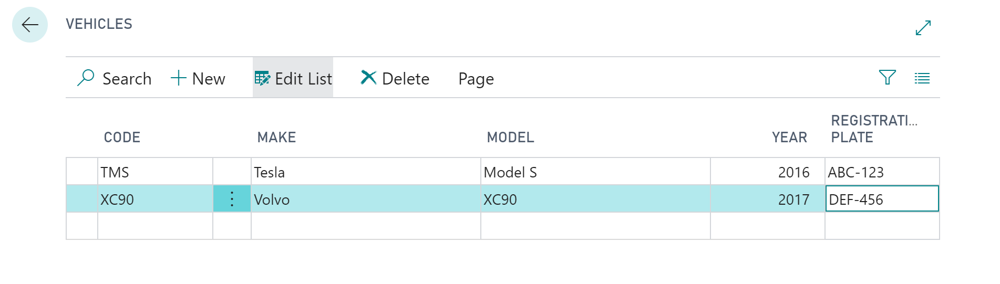 VEHICLES
Search New Edit List Delete Page
CODE MAKE MODEL YEAR REGISTRATI... PLATE
TMS Tesla Model S 2016 ABC-123
XC90 Volvo XC90 2017 DEF-456